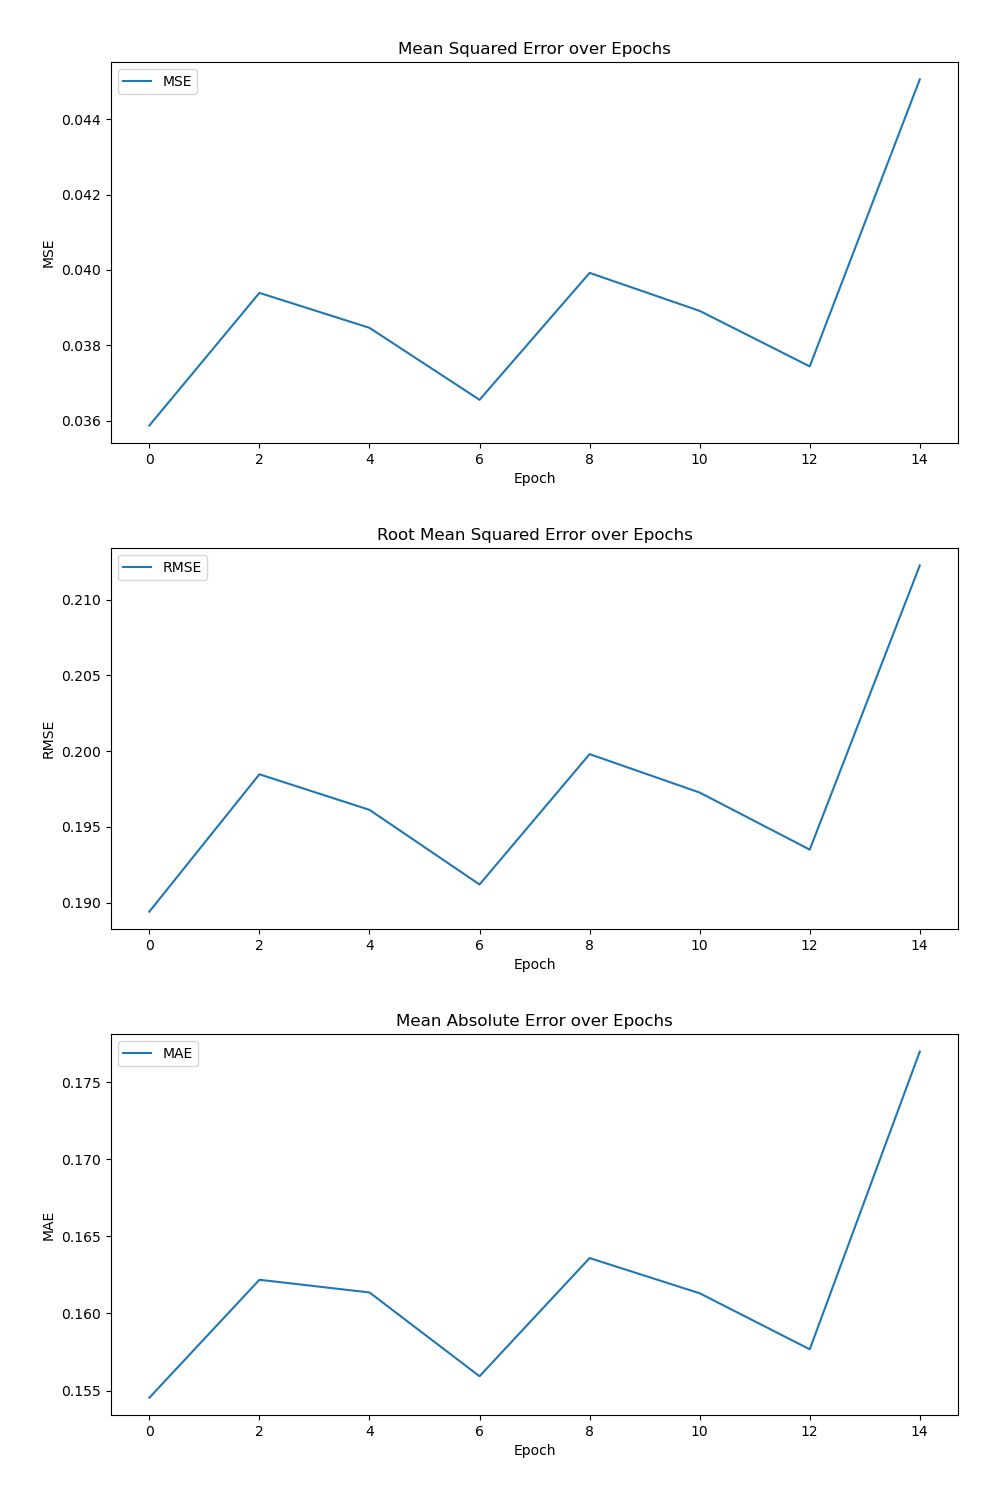 Mean Squared Error over Epochs
MSE
0.044
0.042
0.040
0.038
0.036
MSE
0 2 4 6 8 10 12 14
Epoch
Root Mean Squared Error over Epochs
RMSE
0.210
0.205
0.200
0.195
0.190
RMSE
0 2 4 6 8 10 12 14
Epoch
Mean Absolute Error over Epochs
MAE
0.175
0.170
0.165
0.160
0.155
MAE
0 2 4 6 8 10 12 14
Epoch